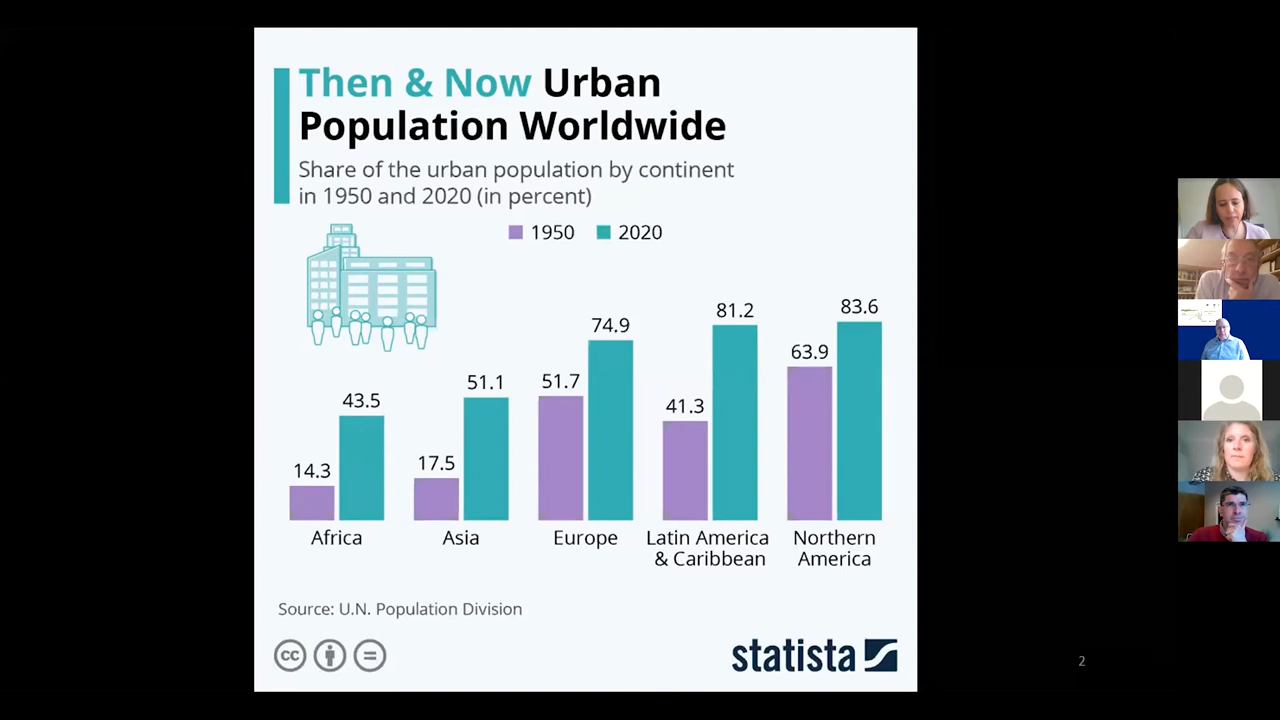 Then & Now Urban
Population Worldwide
Share of the urban population by continent
in 1950 and 2020 (in percent)
1950 2020
14.3 43.5 17.5 51.1 51.7 74.9 41.3 81.2 63.9 83.6
Africa Asia Europe Latin America & Caribbean Northern America
Source: U.N. Population Division
cc
statista
2